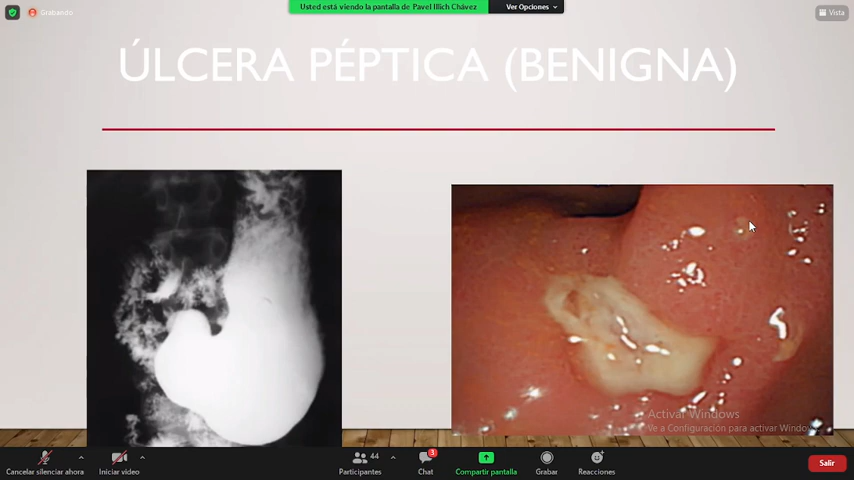 Usted está viendo la pantalla de Pavel Illich Chávez
Ver Opciones
Grabando
Vista
ÚLCERA PÉPTICA (BENIGNA)
Activar Windows
Ve a Configuración para activar Windows
Cancelar silenciar ahora
Iniciar video
Participantes
44
Chat
3
Compartir pantalla
Grabar
Reacciones
Salir